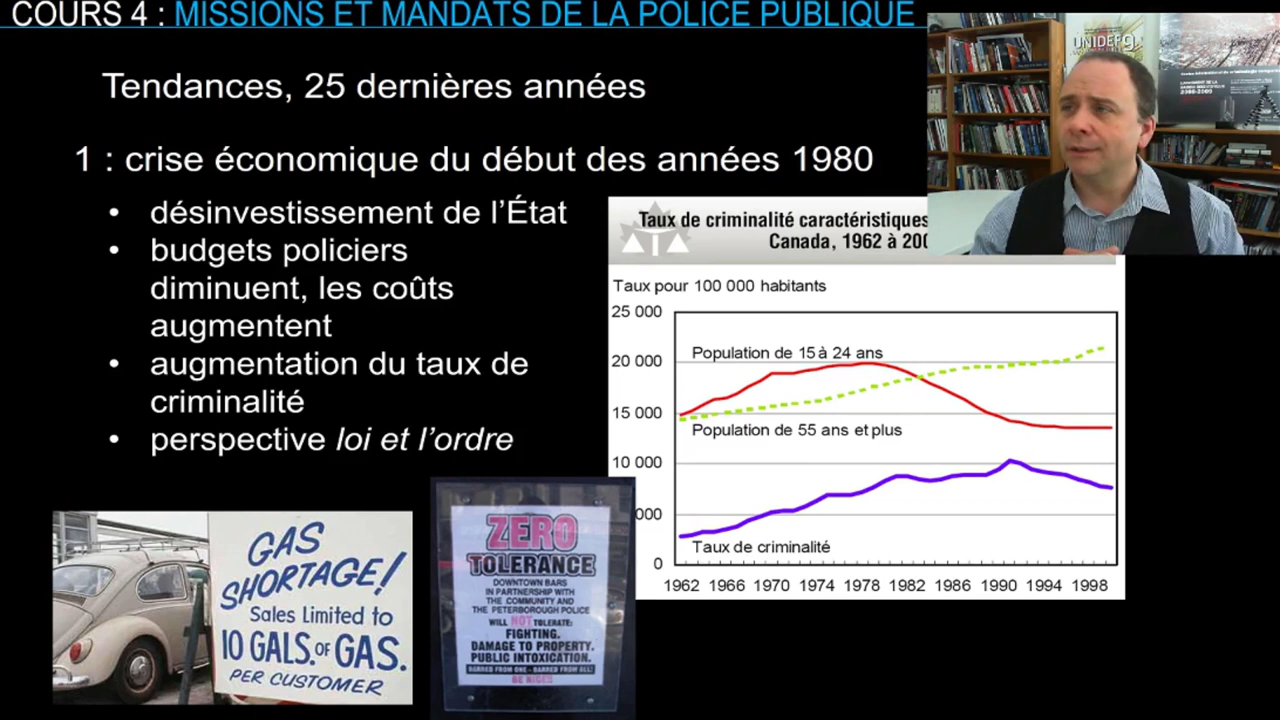 COURS 4 : MISSIONS ET MANDATS DE LA POLICE PUBLIQUE
Tendances, 25 dernières années
1 : crise économique du début des années 1980
• désinvestissement de l'État
• budgets policiers
diminuent, les coûts
augmentent
• augmentation du taux de
criminalité
• perspective loi et l'ordre
UNIDEF
Taux de criminalité caractéristiques
Canada, 1962 à 200
Taux pour 100 000 habitants
25 000
20 000
15 000
10 000
000
0
Population de 15 à 24 ans
Population de 55 ans et plus
Taux de criminalité
1962 1966 1970 1974 1978 1982 1986 1990 1994 1998
GAS
SHORTAGE!
Sales Limited to
10 GALS. OF GAS.
PER CUSTOMER
ZERO
TOLERANCE
DOWNTOWN BARS
IN PARTNERSHIP WITH
THE COMMUNITY AND
THE PETERBOROUGH POLICE
WILL NOT TOLERATE:
FIGHTING.
DAMAGE TO PROPERTY.
PUBLIC INTOXICATION.
BARRED FROM ONE - BARRED FROM ALL!
BE NICE!